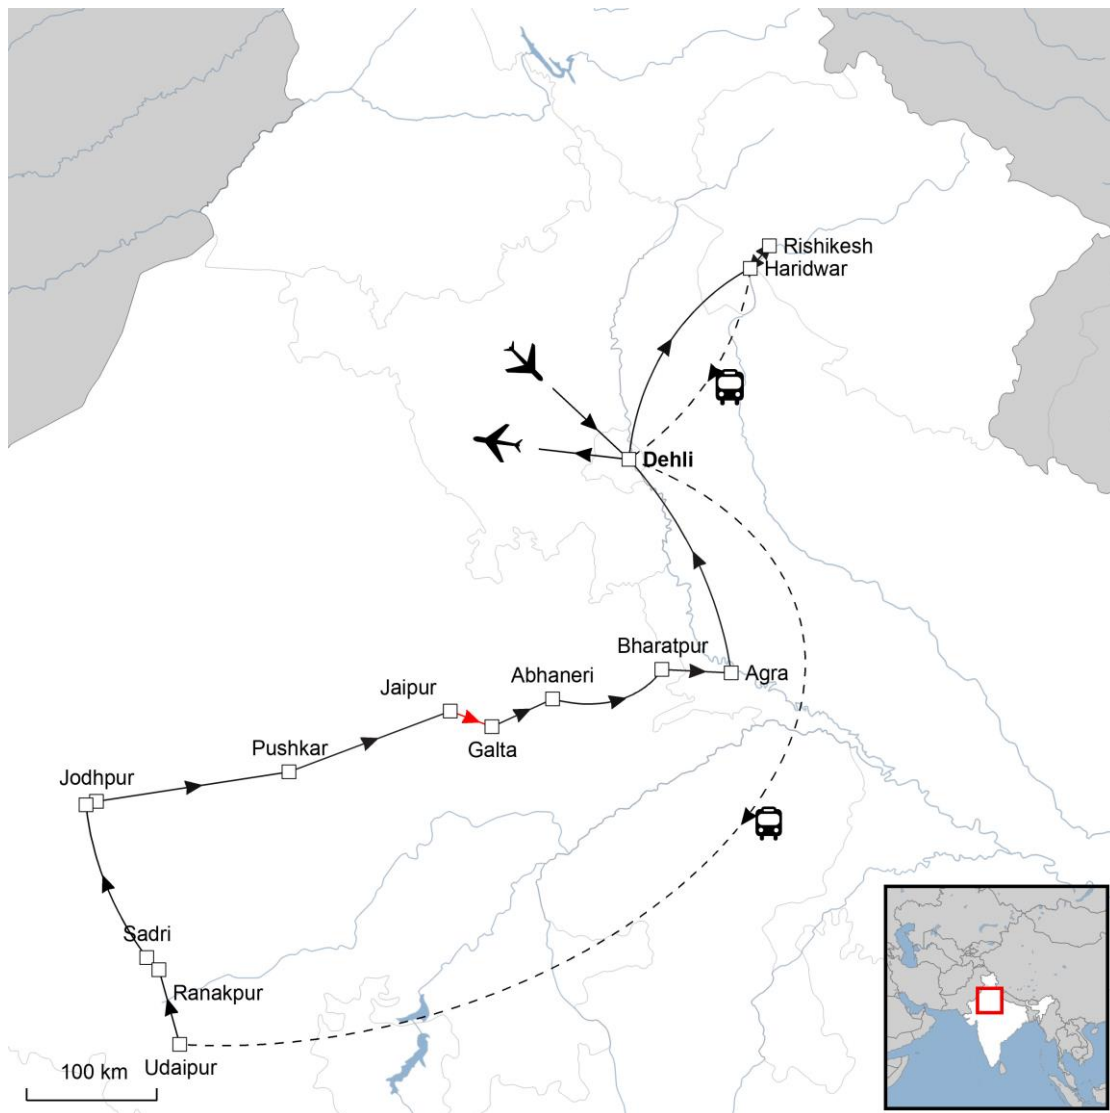 Rishikesh
Haridwar
Dehli
Bharatpur
Agra
Abhaneri
Jaipur
Galta
Pushkar
Jodhpur
Sadri
Ranakpur
Udaipur
100 km